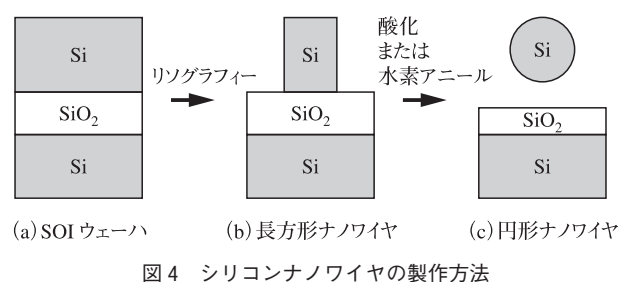 Si
SiO2
Si
(a) SOI ウェーハ
リソグラフィー
Si
SiO2
Si
(b) 長方形ナノワイヤ
酸化
または
水素アニール
Si
SiO2
Si
(c) 円形ナノワイヤ
図4　シリコンナノワイヤの製作方法